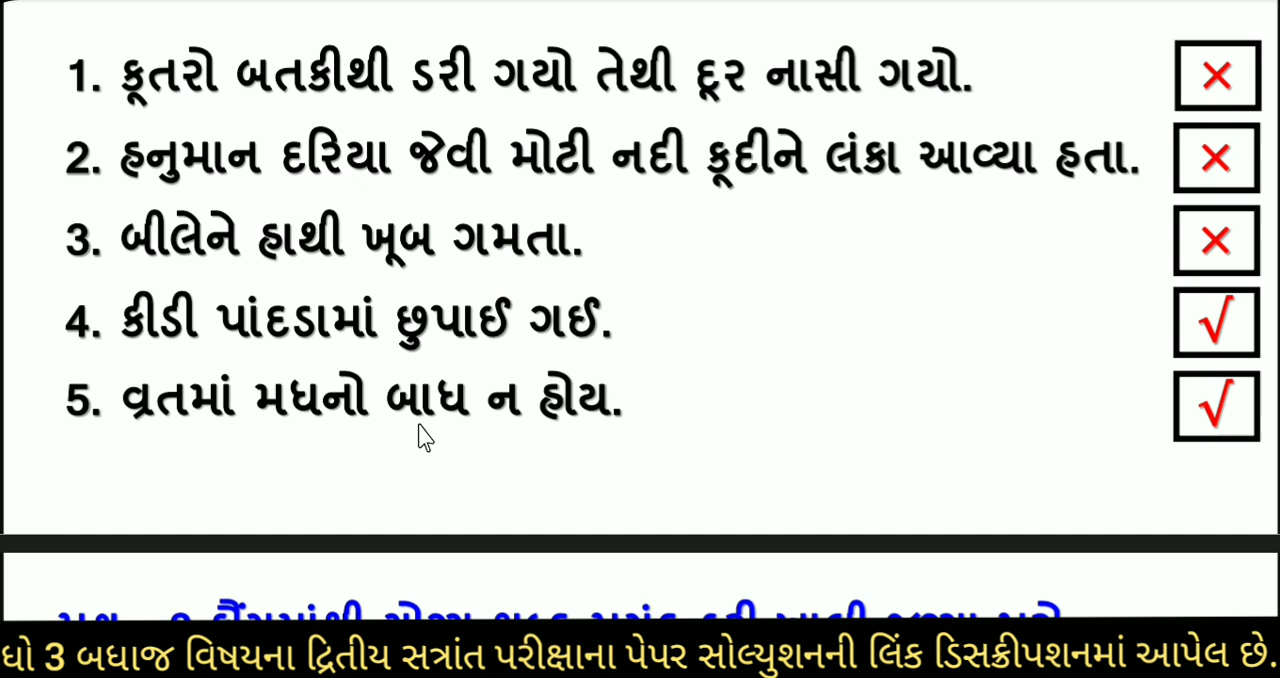 1. કૂતરો બતકીથી ડરી ગયો તેથી દૂર નાસી ગયો. ×
2. હનુમાન દરિયા જેવી મોટી નદી કૂદીને લંકા આવ્યા હતા. ×
3. બીલેને હાથી ખૂબ ગમતા. ×
4. કીડી પાંદડામાં છુપાઈ ગઈ. √
5. વ્રતમાં મધનો બાધ ન હોય. √
ધો 3 બધાજ વિષયના દ્રિતીય સત્રાંત પરીક્ષાના પેપર સોલ્યુશનની લિંક ડિસક્રીપશનમાં આપેલ છે.